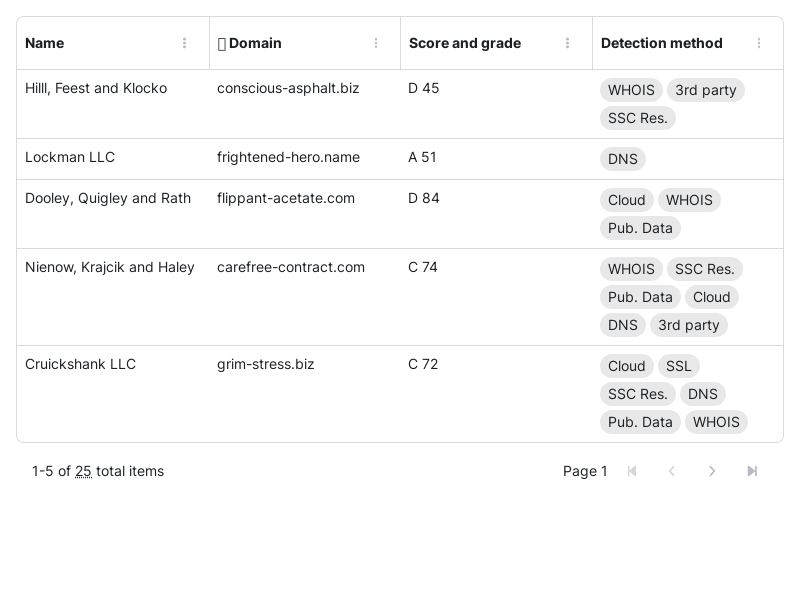 Name Domain Score and grade Detection method
Hilll, Feest and Klocko conscious-asphalt.biz D 45 WHOIS 3rd party
SSC Res.
Lockman LLC frightened-hero.name A 51 DNS
Dooley, Quigley and Rath flippant-acetate.com D 84 Cloud WHOIS
Pub. Data
Nienow, Krajcik and Haley carefree-contract.com C 74 WHOIS SSC Res.
Pub. Data Cloud
DNS 3rd party
Cruickshank LLC grim-stress.biz C 72 Cloud SSL
SSC Res. DNS
Pub. Data WHOIS
1-5 of 25 total items Page 1